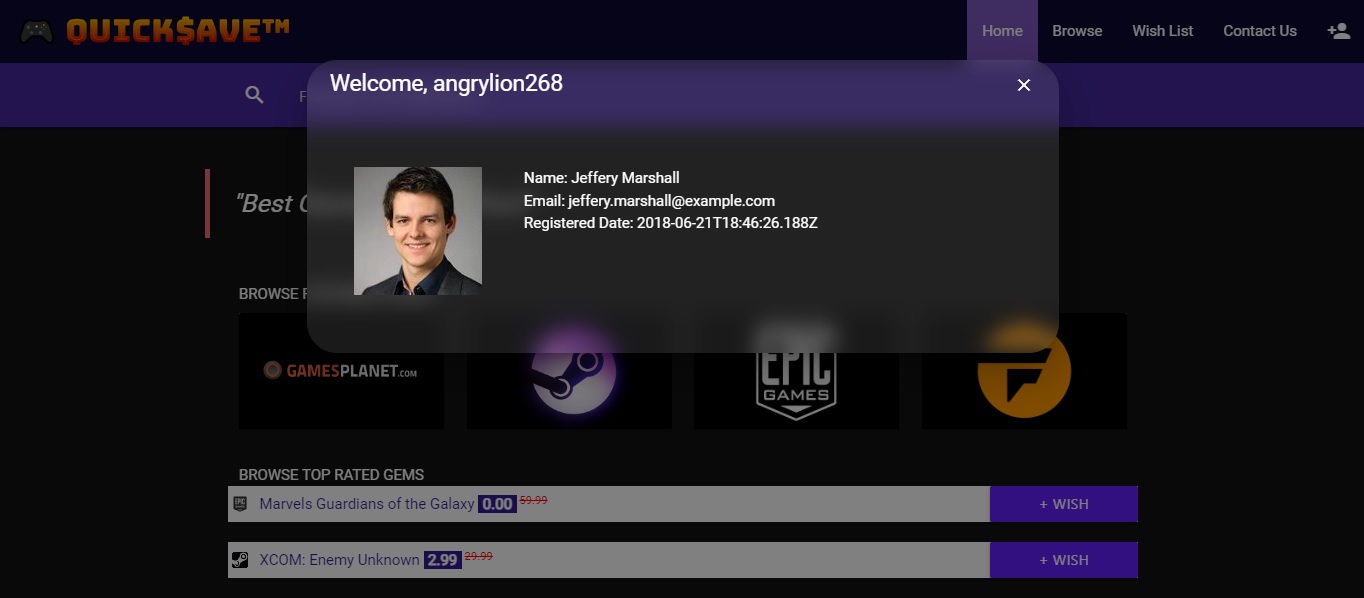 QUICK$AVE™
Home
Browse
Wish List
Contact Us
Welcome, angrylion268
Name: Jeffery Marshall
Email: jeffery.marshall@example.com
Registered Date: 2018-06-21T18:46:26.188Z
"Best
BROWSE
GAMESPLANET.COM
EPIC
GAMES
BROWSE TOP RATED GEMS
Marvels Guardians of the Galaxy 0.00 59.99
+ WISH
XCOM: Enemy Unknown 2.99 29.99
+ WISH